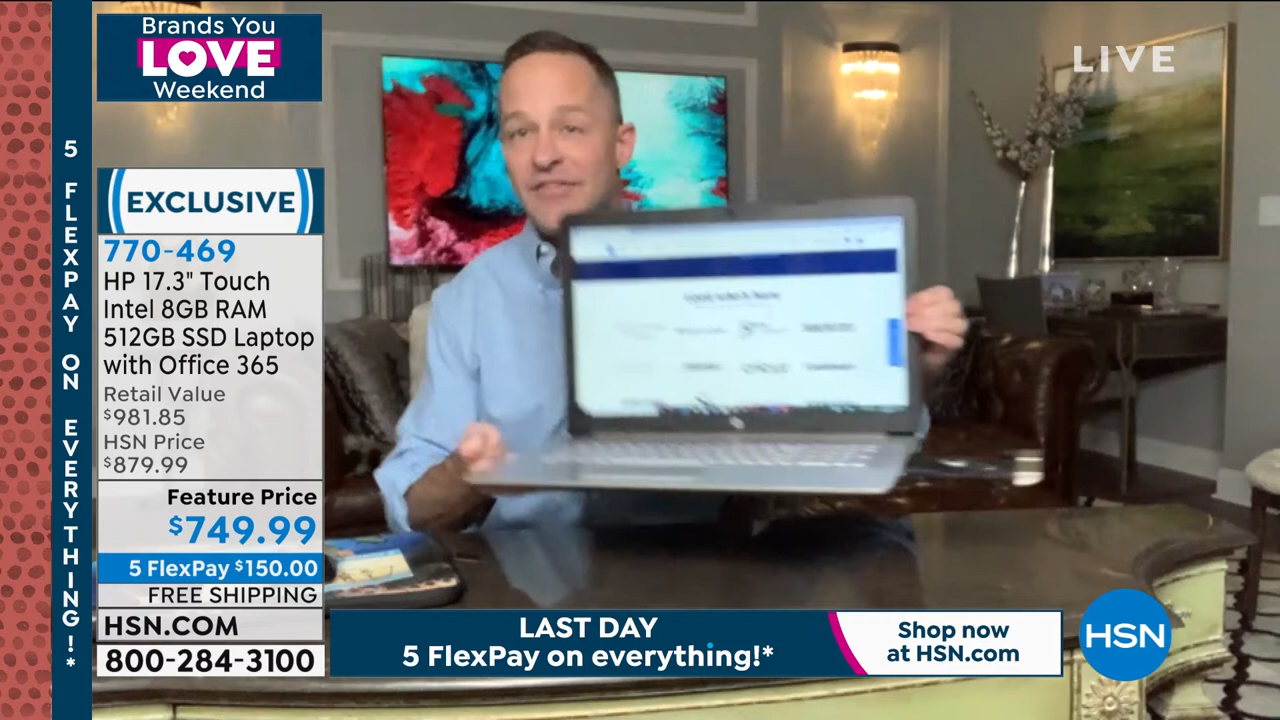 Brands You
LOVE
Weekend
LIVE
5 FLEXPAY ON EVERYTHING!*
EXCLUSIVE
770-469
HP 17.3" Touch
Intel 8GB RAM
512GB SSD Laptop
with Office 365
Retail Value
$981.85
HSN Price
$879.99
Feature Price
$749.99
5 FlexPay $150.00
FREE SHIPPING
HSN.COM
800-284-3100
LAST DAY
5 FlexPay on everything!*
Shop now
at HSN.com
HSN